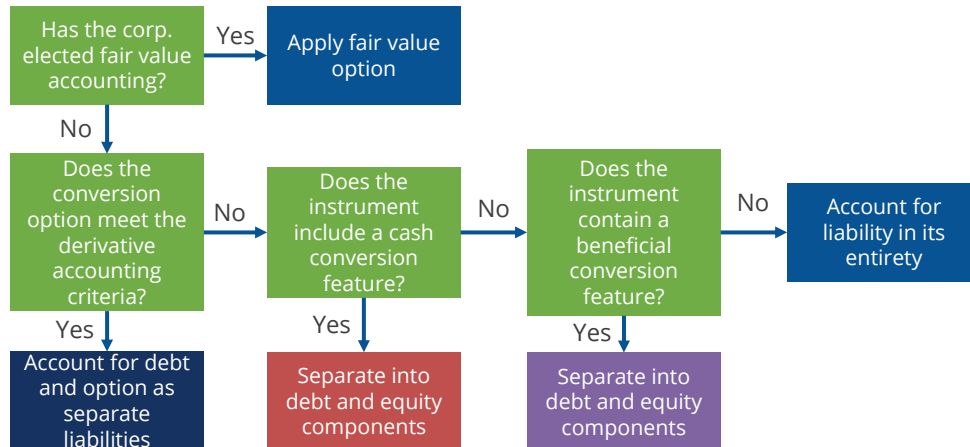 Has the corp.
elected fair value
accounting?
Yes
Apply fair value
option
No
Does the
conversion
option meet the
derivative
accounting
criteria?
No
Does the
instrument
include a cash
conversion
feature?
No
Does the
instrument
contain a
beneficial
conversion
feature?
No
Account for
liability in its
entirety
Yes
Account for debt
and option as
separate
liabilities
Yes
Separate into
debt and equity
components
Yes
Separate into
debt and equity
components